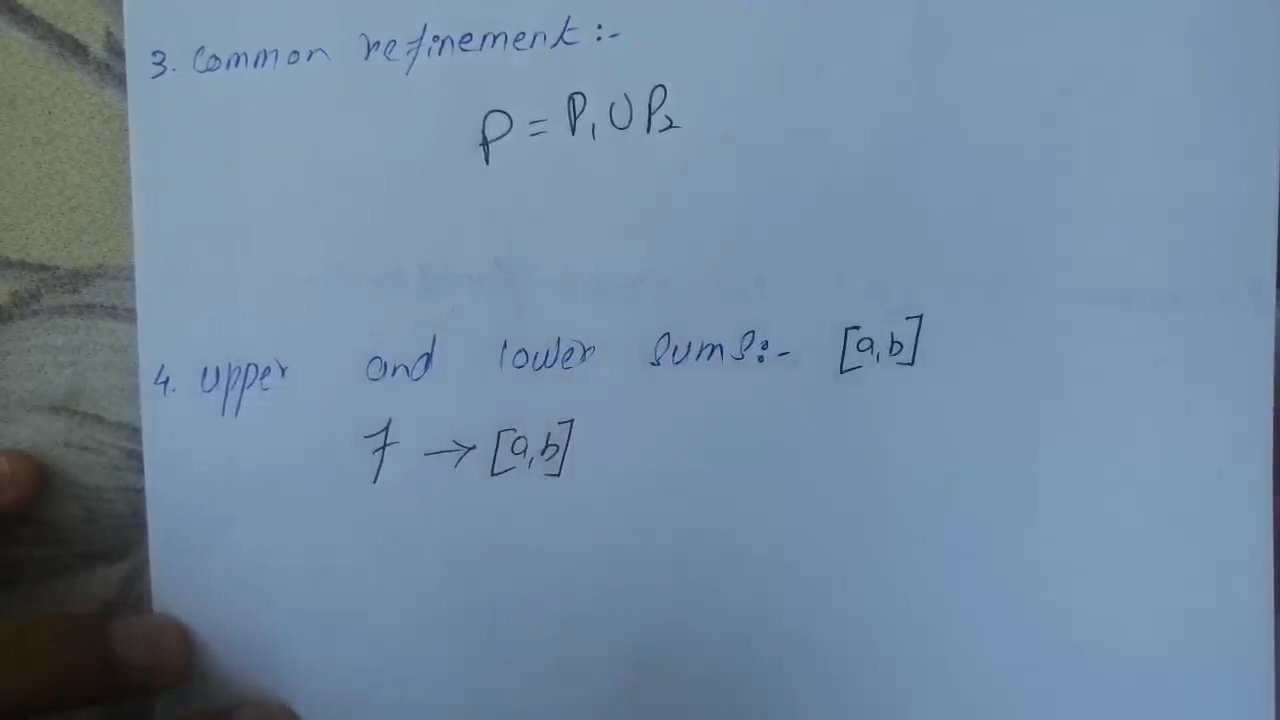 3. Common refinement :-
P = P₁ ∪ P₂
4. upper and lower sums:- [a,b]
f → [a,b]